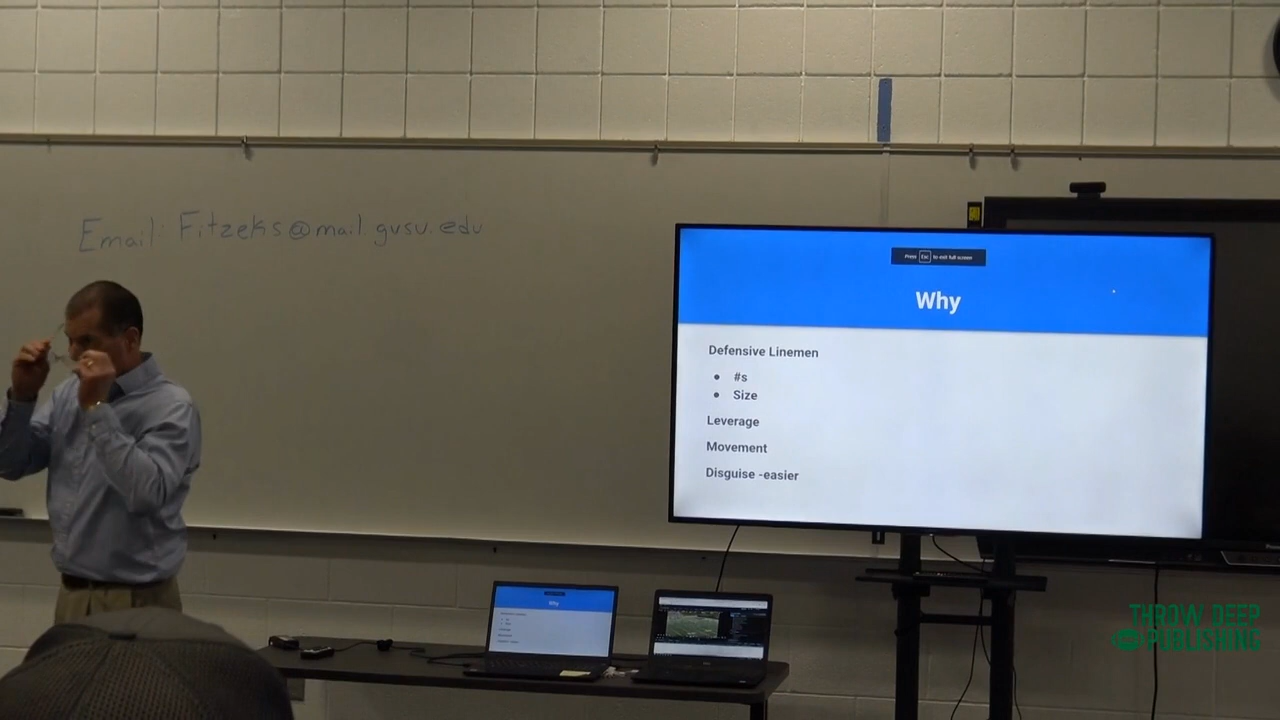 Email: Fitzeks@mail.gvsu.edu
Press Esc to exit full screen
Why
Defensive Linemen
• #s
• Size
Leverage
Movement
Disguise -easier
Why
THROW DEEP
PUBLISHING